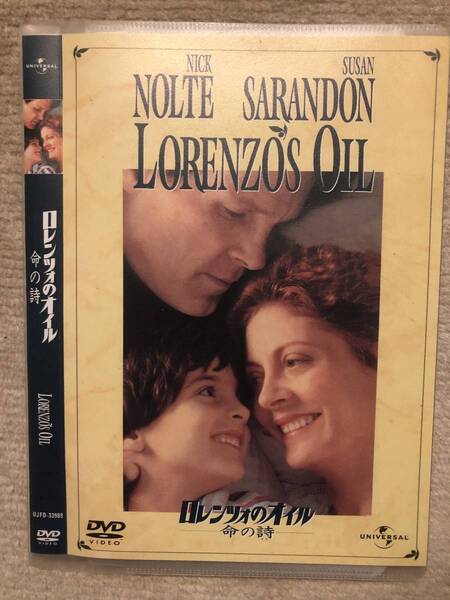 UNIVERSAL
ロレンツォのオイル
命の詩
LORENZO'S OIL
DVD
VIDEO
NICK
NOLTE
SUSAN
SARANDON
LORENZO'S OIL
ロレンツォのオイル
命の詩
DVD
VIDEO
UNIVERSAL